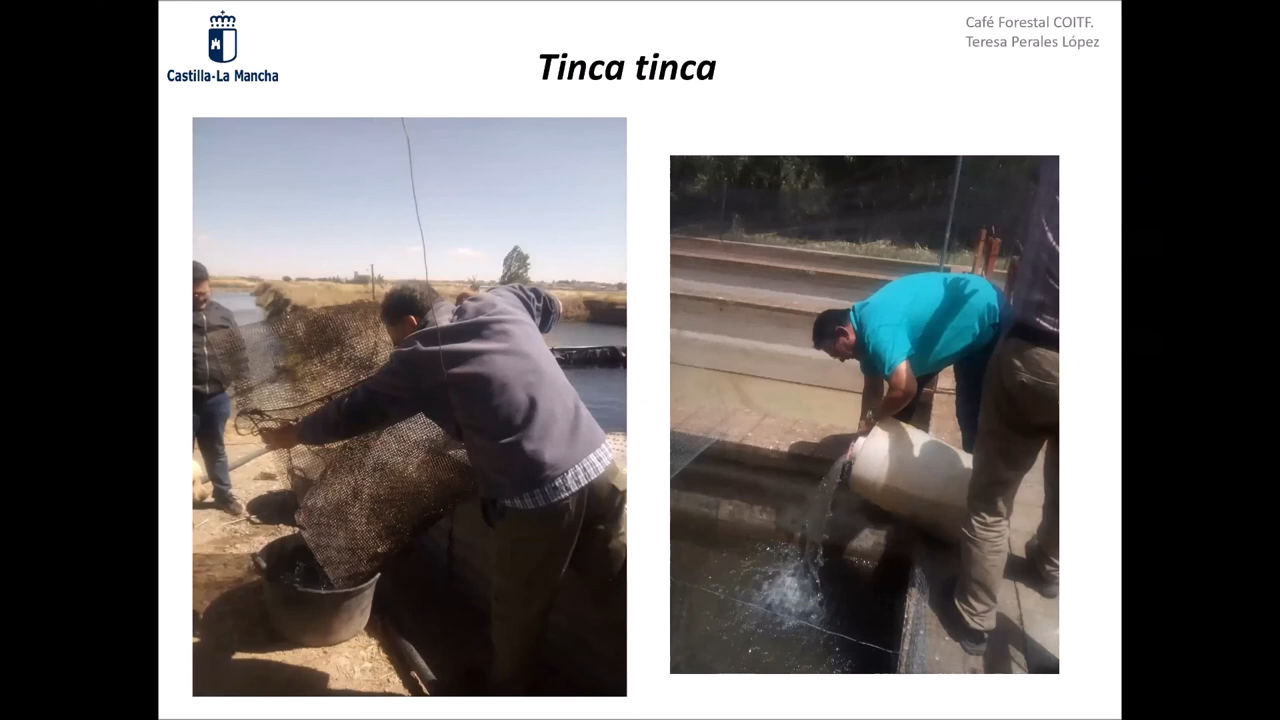 Castilla-La Mancha
Tinca tinca
Café Forestal COITF.
Teresa Perales López